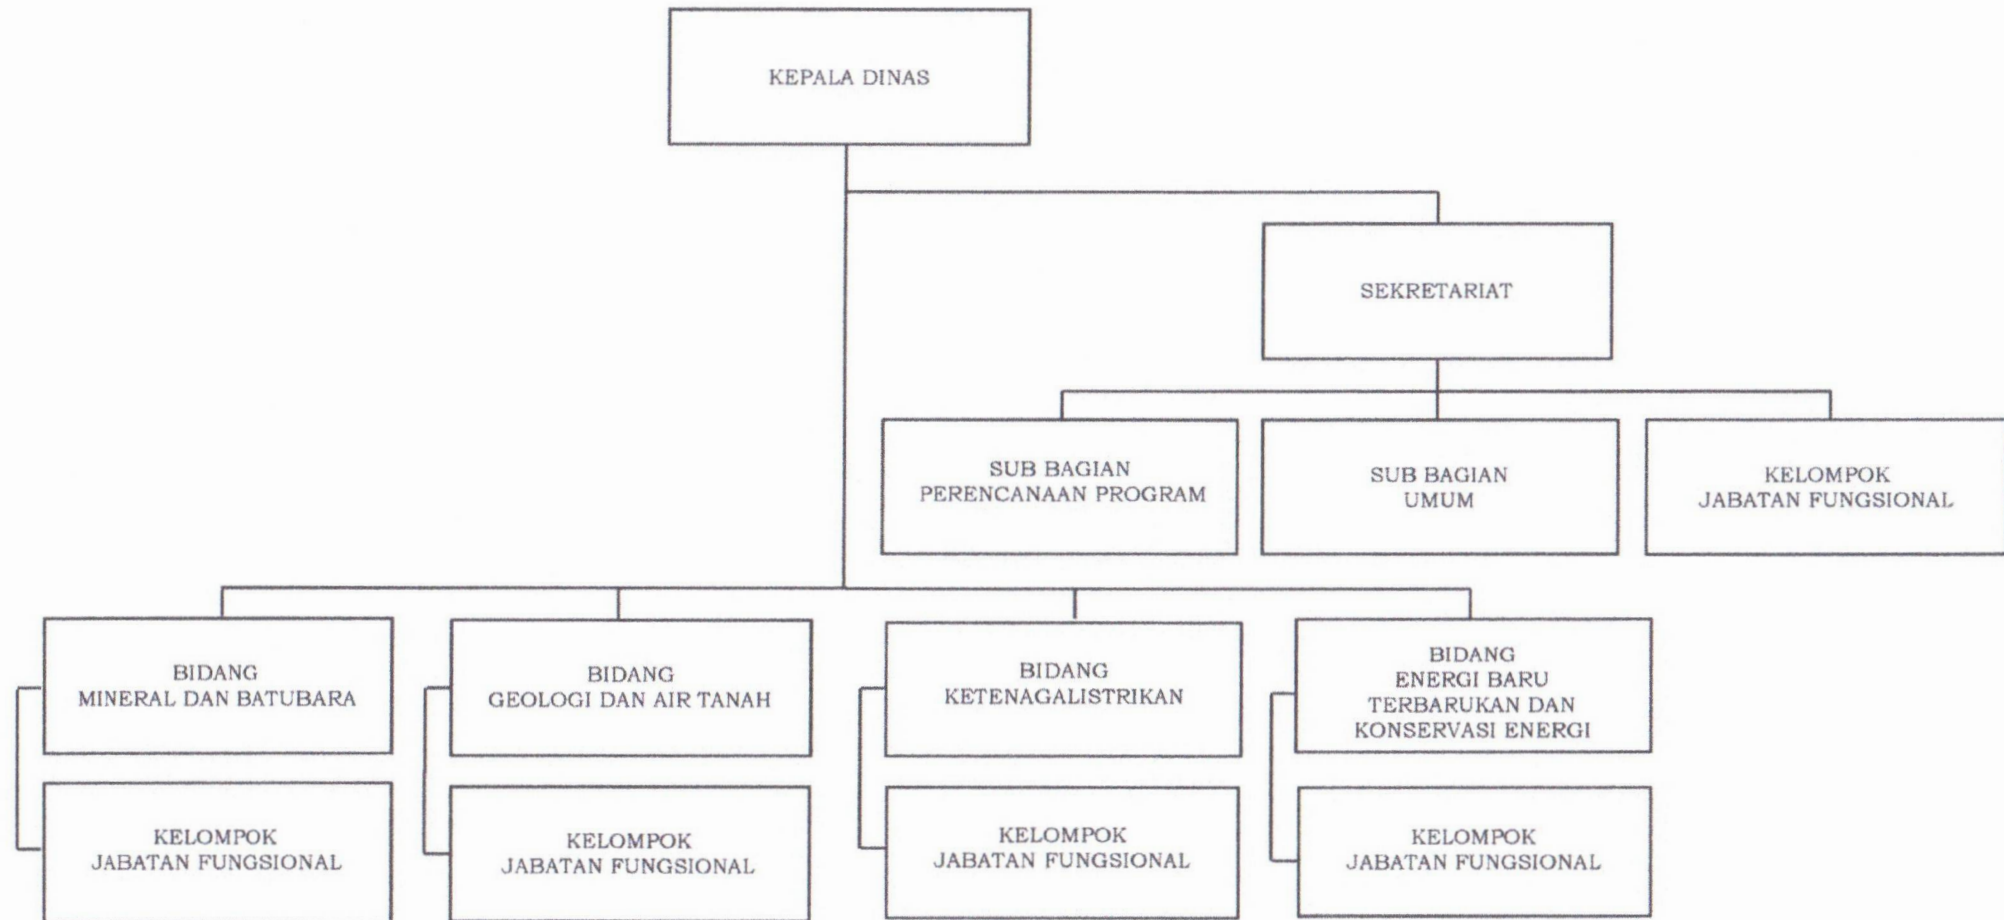 KEPALA DINAS
SEKRETARIAT
SUB BAGIAN
PERENCANAAN PROGRAM
SUB BAGIAN
UMUM
KELOMPOK
JABATAN FUNGSIONAL
BIDANG
MINERAL DAN BATUBARA
BIDANG
GEOLOGI DAN AIR TANAH
BIDANG
KETENAGALISTRIKAN
BIDANG
ENERGI BARU
TERBARUKAN DAN
KONSERVASI ENERGI
KELOMPOK
JABATAN FUNGSIONAL
KELOMPOK
JABATAN FUNGSIONAL
KELOMPOK
JABATAN FUNGSIONAL
KELOMPOK
JABATAN FUNGSIONAL